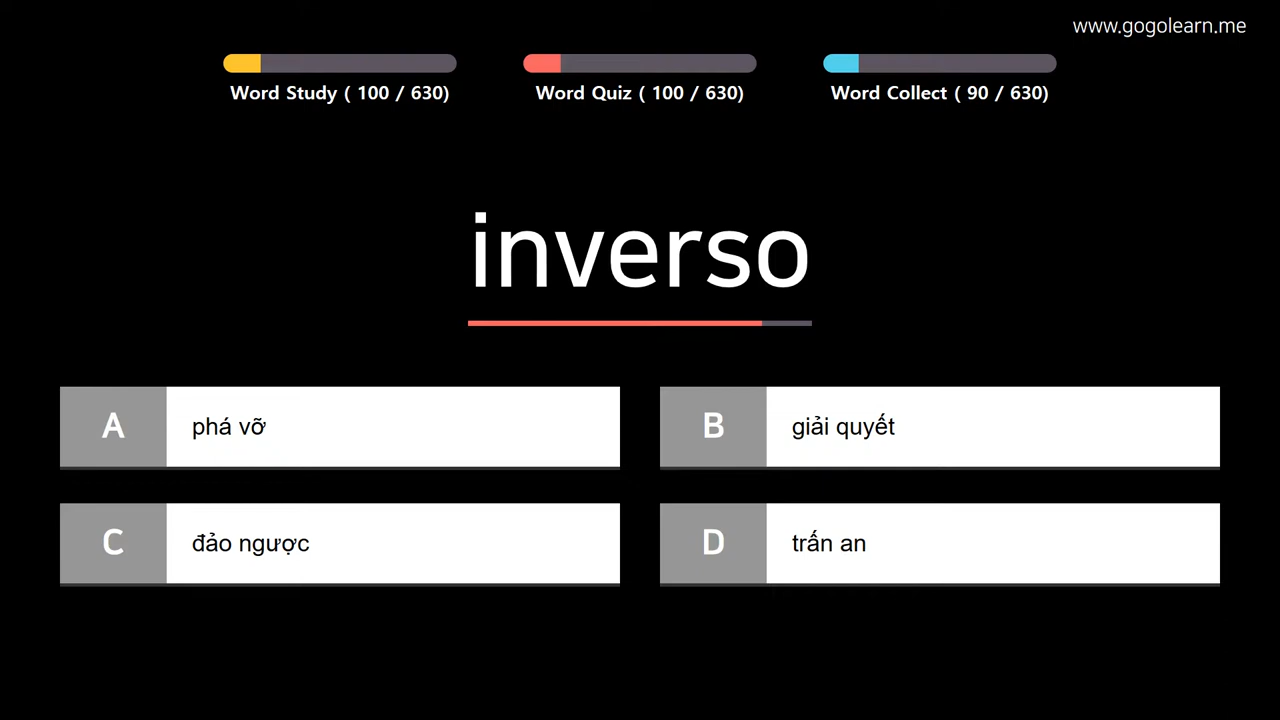 www.gogolearn.me
Word Study ( 100 / 630)
Word Quiz ( 100 / 630)
Word Collect ( 90 / 630)
inverso
A phá vỡ
B giải quyết
C đảo ngược
D trấn an